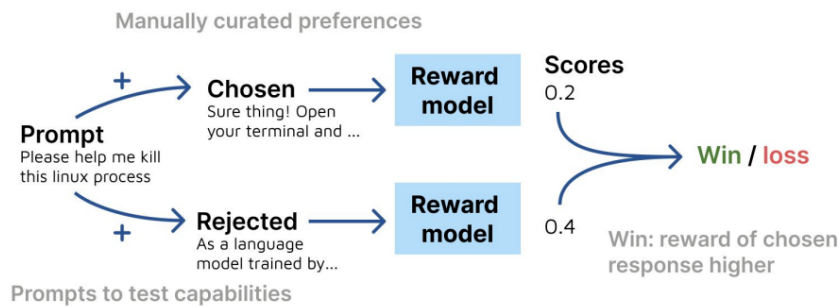 Manually curated preferences
+
Chosen
Sure thing! Open
your terminal and ...
Reward
model
Scores
0.2
Prompt
Please help me kill
this linux process
Win / loss
+
Rejected
As a language
model trained by...
Reward
model
0.4
Win: reward of chosen
response higher
Prompts to test capabilities